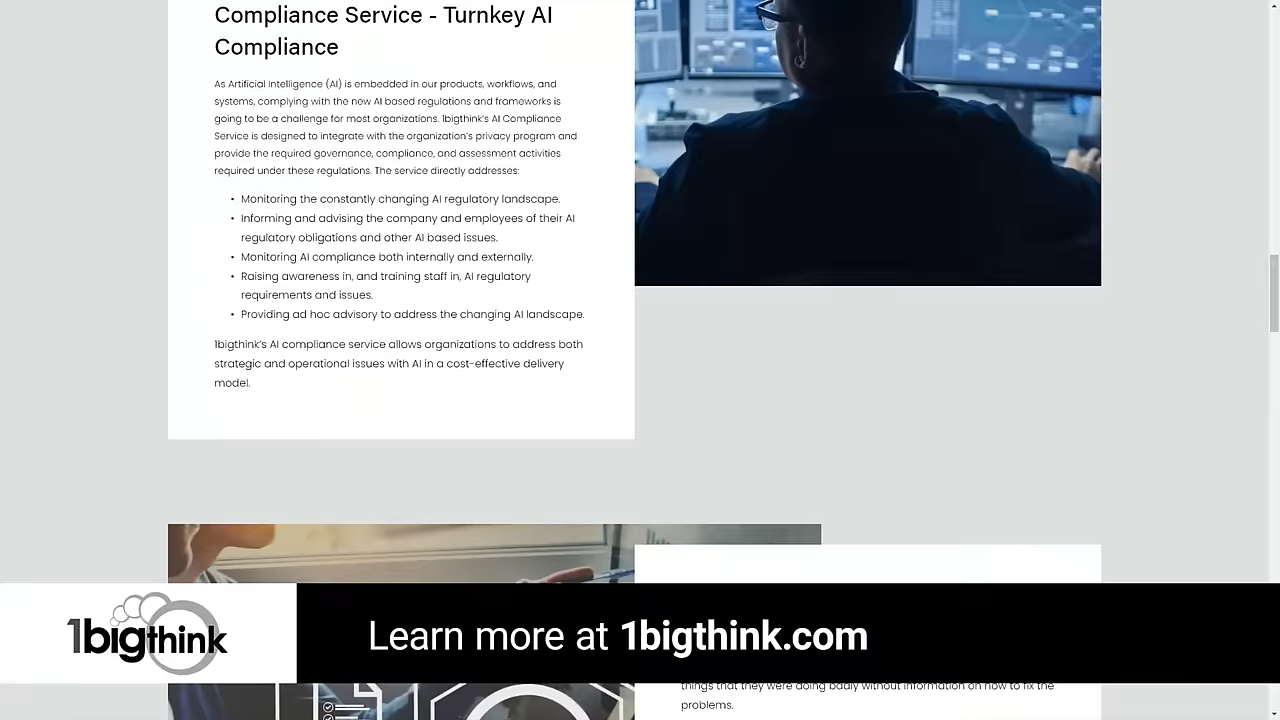 Compliance Service - Turnkey AI
Compliance
As Artificial Intelligence (AI) is embedded in our products, workflows, and
systems, complying with the new AI based regulations and frameworks is
going to be a challenge for most organizations. 1bigthink's AI Compliance
Service is designed to integrate with the organization's privacy program and
provide the required governance, compliance, and assessment activities
required under these regulations. The service directly addresses:
• Monitoring the constantly changing AI regulatory landscape.
• Informing and advising the company and employees of their AI
regulatory obligations and other AI based issues.
• Monitoring AI compliance both internally and externally.
• Raising awareness in, and training staff in, AI regulatory
requirements and issues.
• Providing ad hoc advisory to address the changing AI landscape.
1bigthink's AI compliance service allows organizations to address both
strategic and operational issues with AI in a cost-effective delivery
model.
1bigthink
Learn more at 1bigthink.com
things that they were doing badly without information on how to fix the
problems.